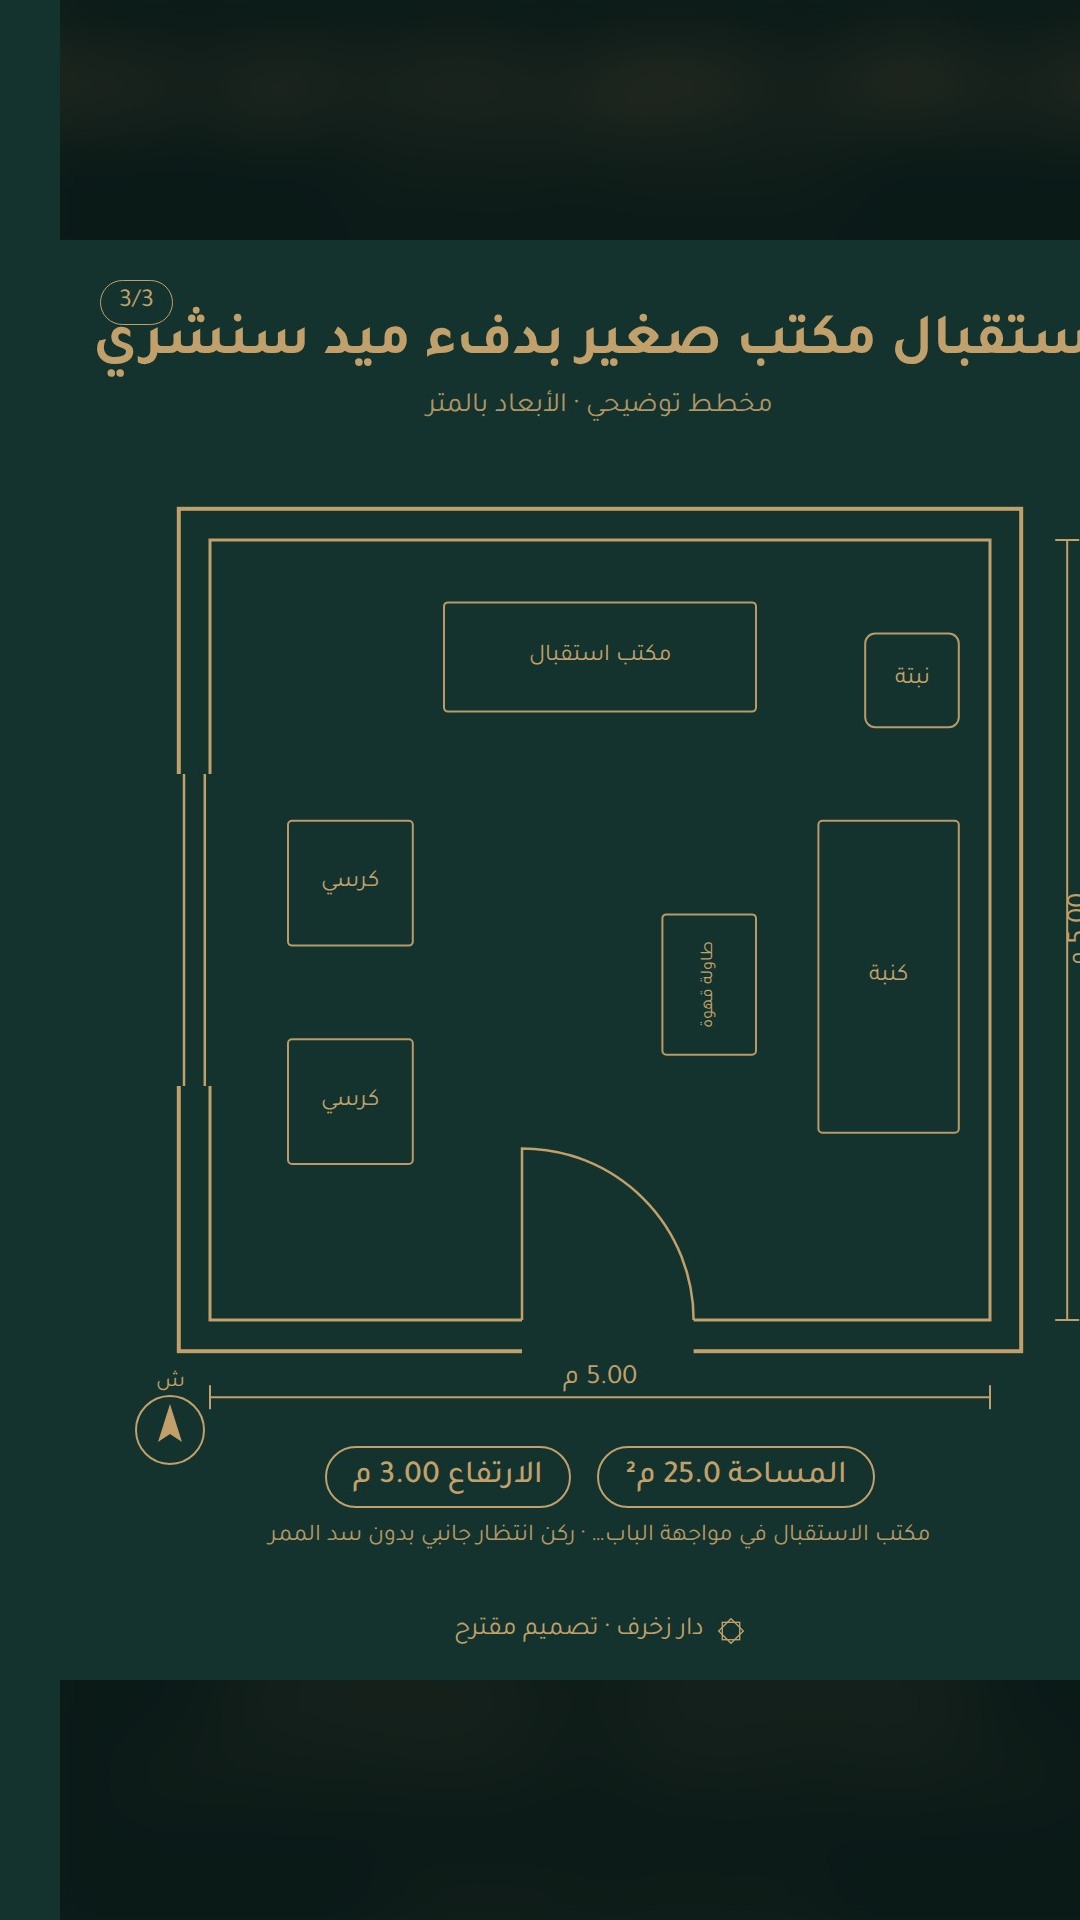 3/3
ستقبال مكتب صغير بدفء ميد سنشري
مخطط توضيحي · الأبعاد بالمتر
مكتب استقبال
نبتة
كرسي
طاولة قهوة
كنبة
كرسي
5.00 م
5.00 م
ش
المساحة 25.0 م²
الارتفاع 3.00 م
مكتب الاستقبال في مواجهة الباب… · ركن انتظار جانبي بدون سد الممر
دار زخرف · تصميم مقترح